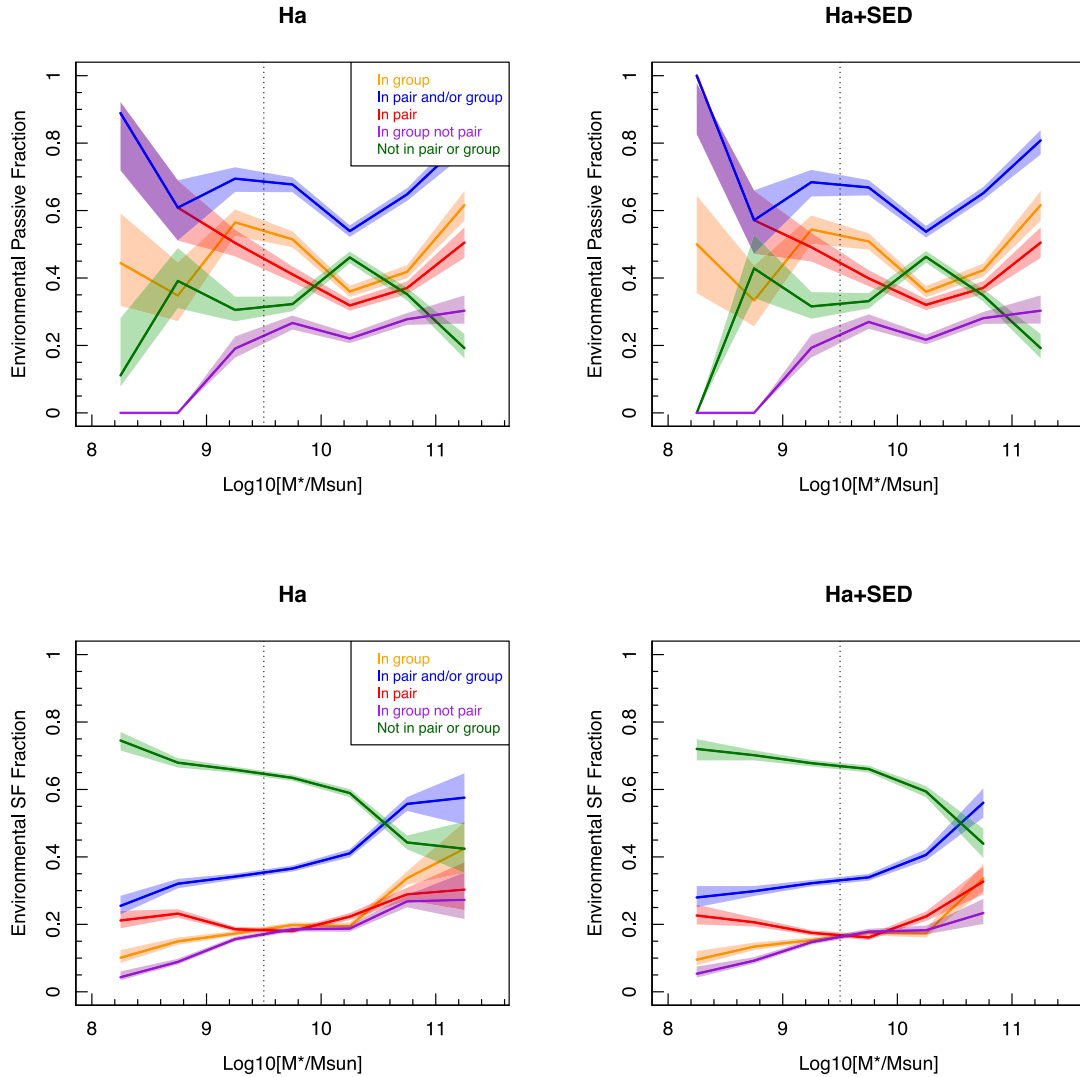 Ha
Ha+SED
Environmental Passive Fraction
0 0.2 0.4 0.6 0.8 1
In group
In pair and/or group
In pair
In group not pair
Not in pair or group
8 9 10 11
Log10[M*/Msun]
Environmental Passive Fraction
0 0.2 0.4 0.6 0.8 1
8 9 10 11
Log10[M*/Msun]
Ha
Ha+SED
Environmental SF Fraction
0 0.2 0.4 0.6 0.8 1
In group
In pair and/or group
In pair
In group not pair
Not in pair or group
8 9 10 11
Log10[M*/Msun]
Environmental SF Fraction
0 0.2 0.4 0.6 0.8 1
8 9 10 11
Log10[M*/Msun]